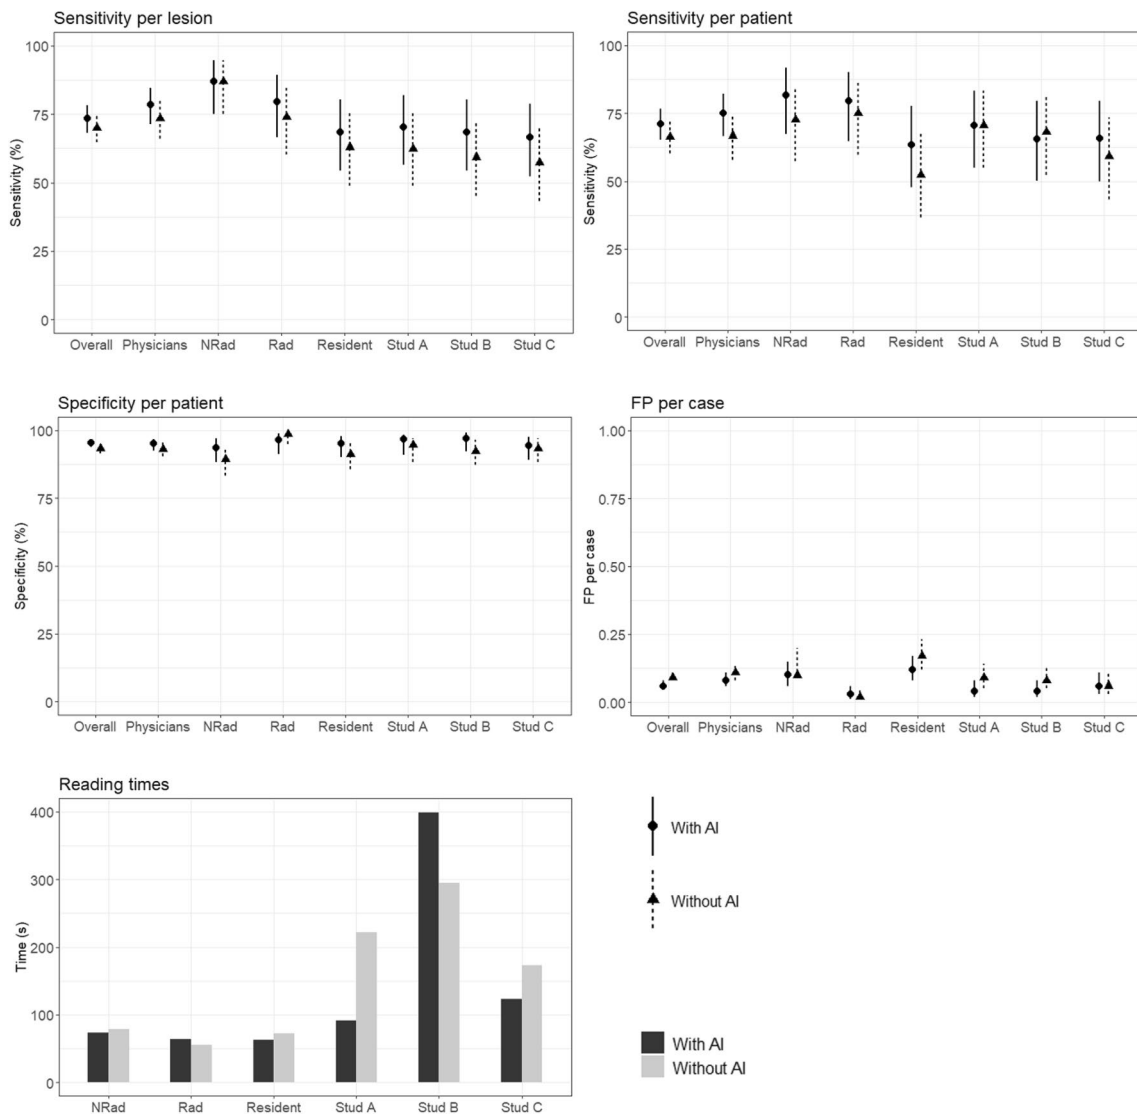 Sensitivity per lesion
100
75
50
25
0
Sensitivity (%)
Overall Physicians NRad Rad Resident Stud A Stud B Stud C
Sensitivity per patient
100
75
50
25
0
Sensitivity (%)
Overall Physicians NRad Rad Resident Stud A Stud B Stud C
Specificity per patient
100
75
50
25
0
Specificity (%)
Overall Physicians NRad Rad Resident Stud A Stud B Stud C
FP per case
1.00
0.75
0.50
0.25
0.00
FP per case
Overall Physicians NRad Rad Resident Stud A Stud B Stud C
Reading times
400
300
200
100
0
Time (s)
NRad Rad Resident Stud A Stud B Stud C
With AI
Without AI
With AI
Without AI